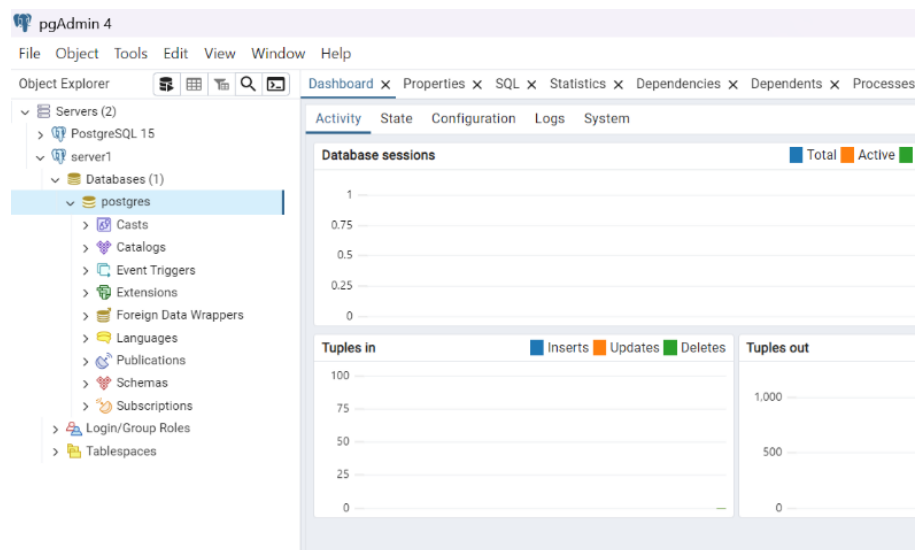 pgAdmin 4
File Object Tools Edit View Window Help
Object Explorer
Servers (2)
PostgreSQL 15
server1
Databases (1)
postgres
Casts
Catalogs
Event Triggers
Extensions
Foreign Data Wrappers
Languages
Publications
Schemas
Subscriptions
Login/Group Roles
Tablespaces
Dashboard Properties SQL Statistics Dependencies Dependents Processes
Activity State Configuration Logs System
Database sessions Total Active
1
0.75
0.5
0.25
0
Tuples in Inserts Updates Deletes
100
75
50
25
0
Tuples out
1,000
500
0